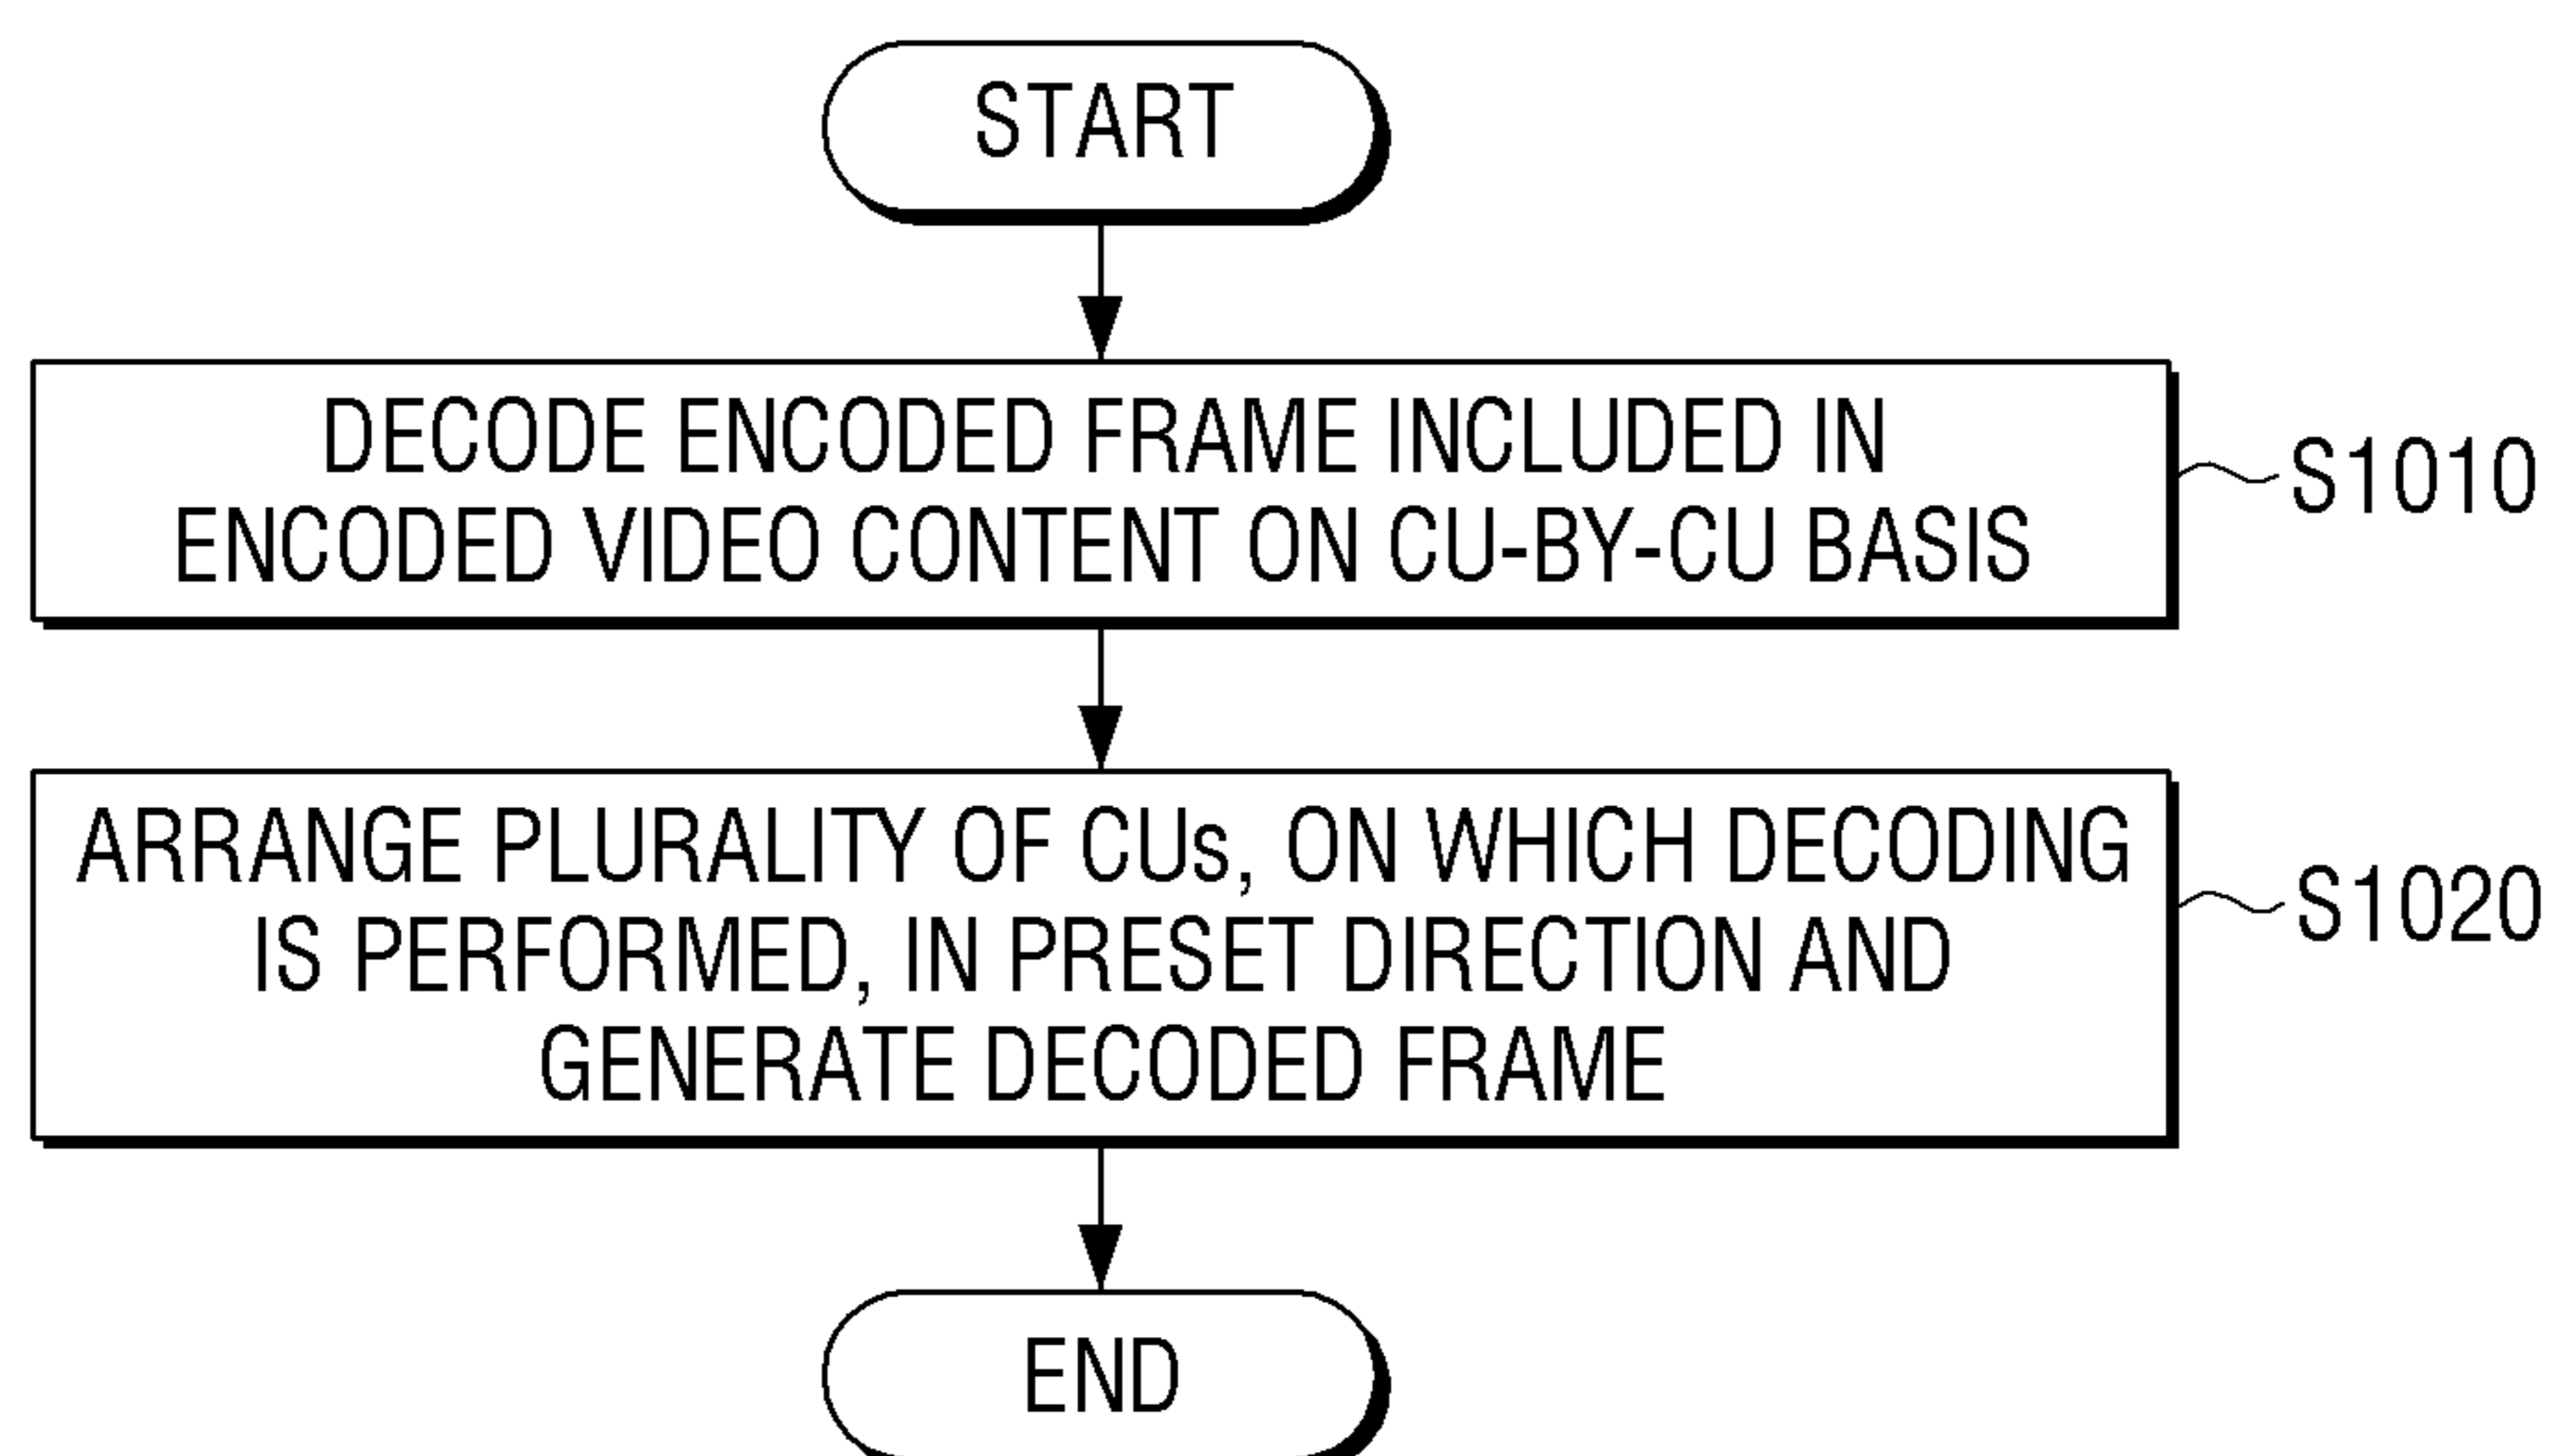 START
DECODE ENCODED FRAME INCLUDED IN
ENCODED VIDEO CONTENT ON CU-BY-CU BASIS
S1010
ARRANGE PLURALITY OF CUs, ON WHICH DECODING
IS PERFORMED, IN PRESET DIRECTION AND
GENERATE DECODED FRAME
S1020
END